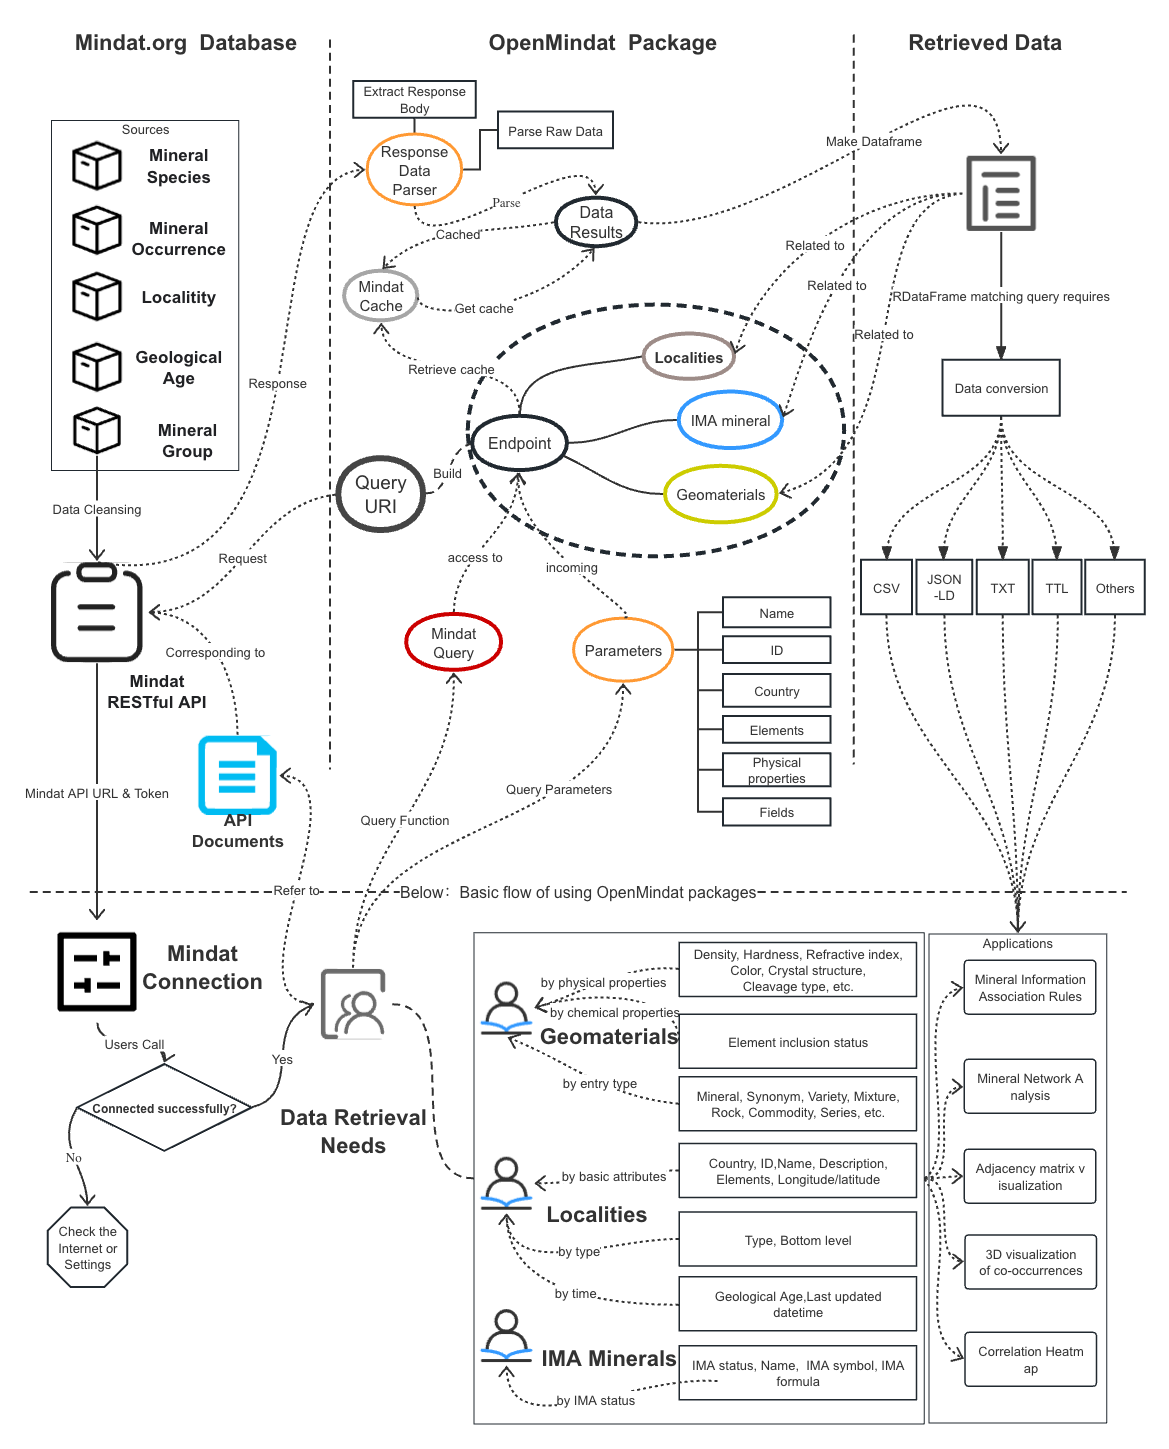 Mindat.org  Database
OpenMindat  Package
Retrieved Data
Sources
Mineral
Species
Mineral
Occurrence
Localitity
Geological
Age
Mineral
Group
Data Cleansing
Response
Request
Mindat
RESTful API
Corresponding to
API
Documents
Mindat API URL & Token
Refer to
Extract Response
Body
Parse Raw Data
Response
Data
Parser
Parse
Data
Results
Cached
Mindat
Cache
Get cache
Retrieve cache
Localities
IMA mineral
Endpoint
Geomaterials
Query
URI
Build
access to
incoming
Mindat
Query
Parameters
Name
ID
Country
Elements
Physical
properties
Fields
Query Parameters
Query Function
Make Dataframe
Related to
Related to
RDataFrame matching query requires
Related to
Data conversion
CSV
JSON
-LD
TXT
TTL
Others
Below：Basic flow of using OpenMindat packages
Mindat
Connection
Users Call
Connected successfully?
Yes
No
Check the
Internet or
Settings
Data Retrieval
Needs
Geomaterials
by physical properties
Density, Hardness, Refractive index,
Color, Crystal structure,
Cleavage type, etc.
by chemical properties
Element inclusion status
by entry type
Mineral, Synonym, Variety, Mixture,
Rock, Commodity, Series, etc.
Localities
by basic attributes
Country, ID,Name, Description,
Elements, Longitude/latitude
by type
Type, Bottom level
by time
Geological Age,Last updated
datetime
IMA Minerals
by IMA status
IMA status, Name,  IMA symbol, IMA
formula
Applications
Mineral Information
Association Rules
Mineral Network A
nalysis
Adjacency matrix v
isualization
3D visualization
of co-occurrences
Correlation Heatm
ap